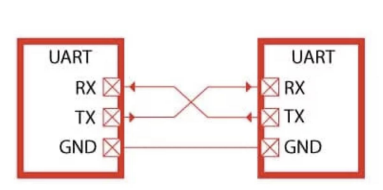 UART UART
RX RX
TX TX
GND GND